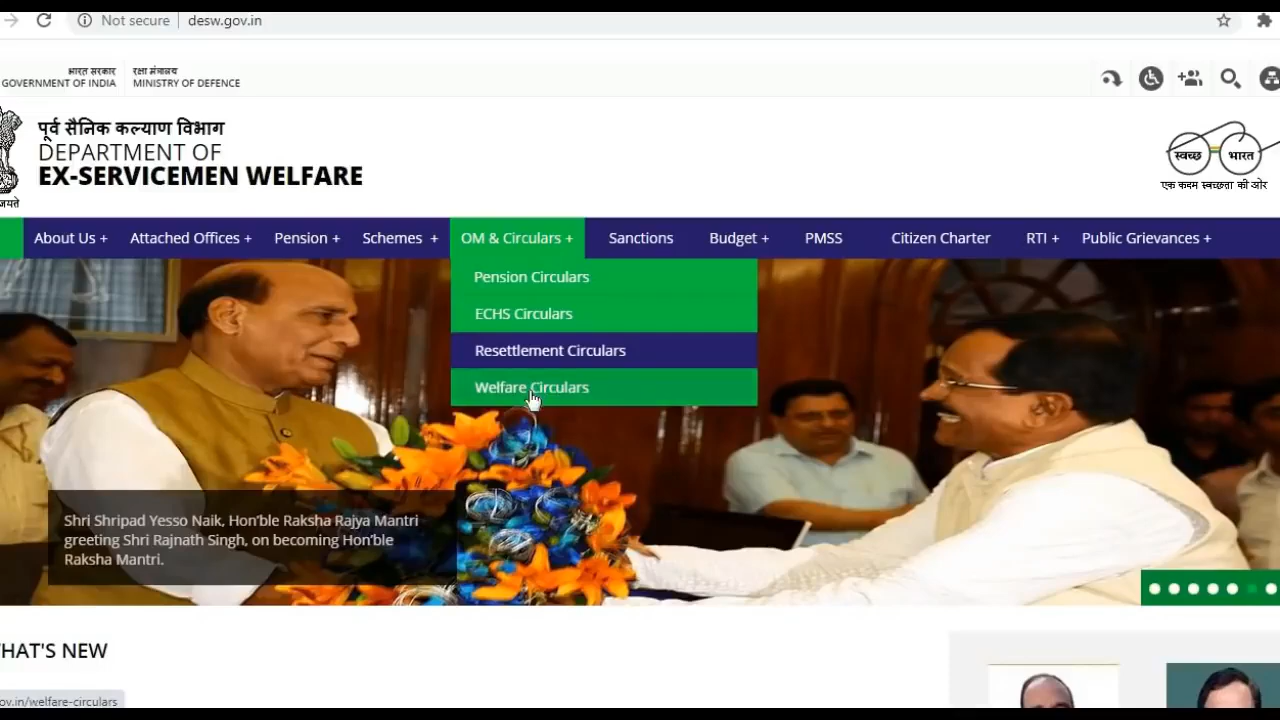 Not secure | desw.gov.in
भारत सरकार रक्षा मंत्रालय
GOVERNMENT OF INDIA MINISTRY OF DEFENCE
पूर्व सैनिक कल्याण विभाग
DEPARTMENT OF
EX-SERVICEMEN WELFARE
जयते
स्वच्छ भारत
एक कदम स्वच्छता की ओर
About Us + Attached Offices + Pension + Schemes + OM & Circulars + Sanctions Budget + PMSS Citizen Charter RTI + Public Grievances +
Pension Circulars
ECHS Circulars
Resettlement Circulars
Welfare Circulars
Shri Shripad Yesso Naik, Hon'ble Raksha Rajya Mantri
greeting Shri Rajnath Singh, on becoming Hon'ble
Raksha Mantri.
HAT'S NEW
ov.in/welfare-circulars